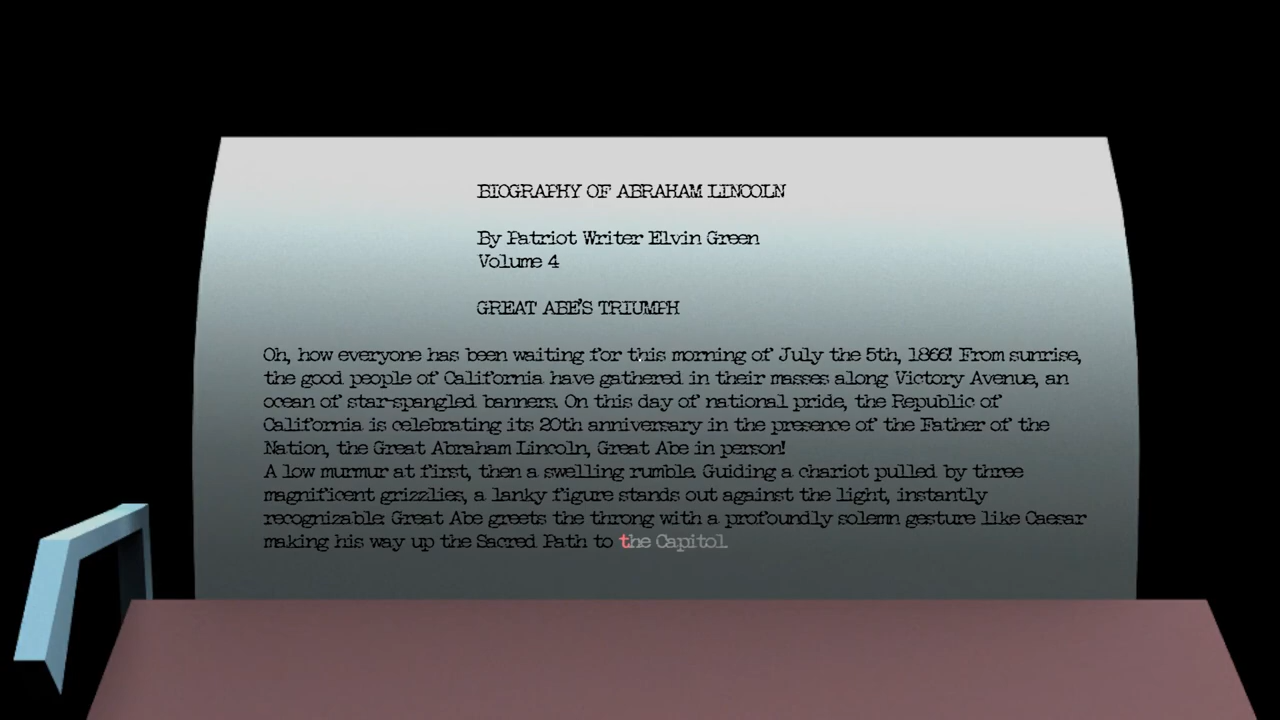 BIOGRAPHY OF ABRAHAM LINCOLN
By Patriot Writer Elvin Green
Volume 4
GREAT ABE'S TRIUMPH
Oh, how everyone has been waiting for this morning of July the 5th, 1866! From sunrise,
the good people of California have gathered in their masses along Victory Avenue, an
ocean of star-spangled banners. On this day of national pride, the Republic of
California is celebrating its 20th anniversary in the presence of the Father of the
Nation, the Great Abraham Lincoln, Great Abe in person!
A low murmur at first, then a swelling rumble. Guiding a chariot pulled by three
magnificent grizzlies, a lanky figure stands out against the light, instantly
recognizable: Great Abe greets the throng with a profoundly solemn gesture like Caesar
making his way up the Sacred Path to the Capitol.